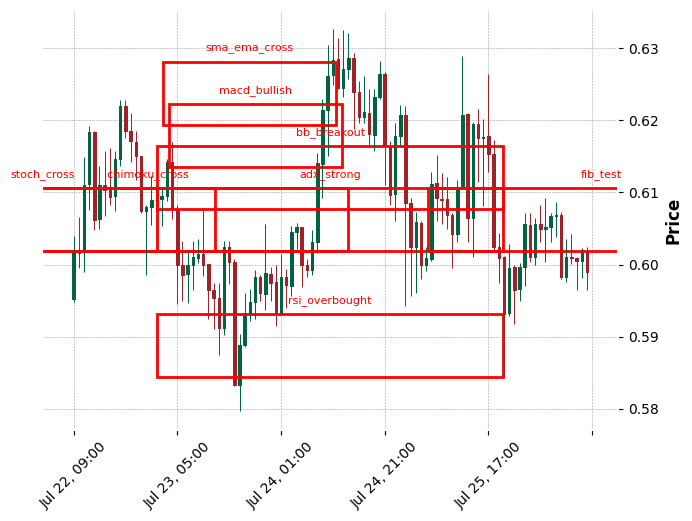 sma_ema_cross
macd_bullish
bb_breakout
stoch_cross
chimoku_cross
adx_strong
fib_test
rsi_overbought
0.63
0.62
0.61
0.60
0.59
0.58
Price
Jul 22, 09:00
Jul 23, 05:00
Jul 24, 01:00
Jul 24, 21:00
Jul 25, 17:00